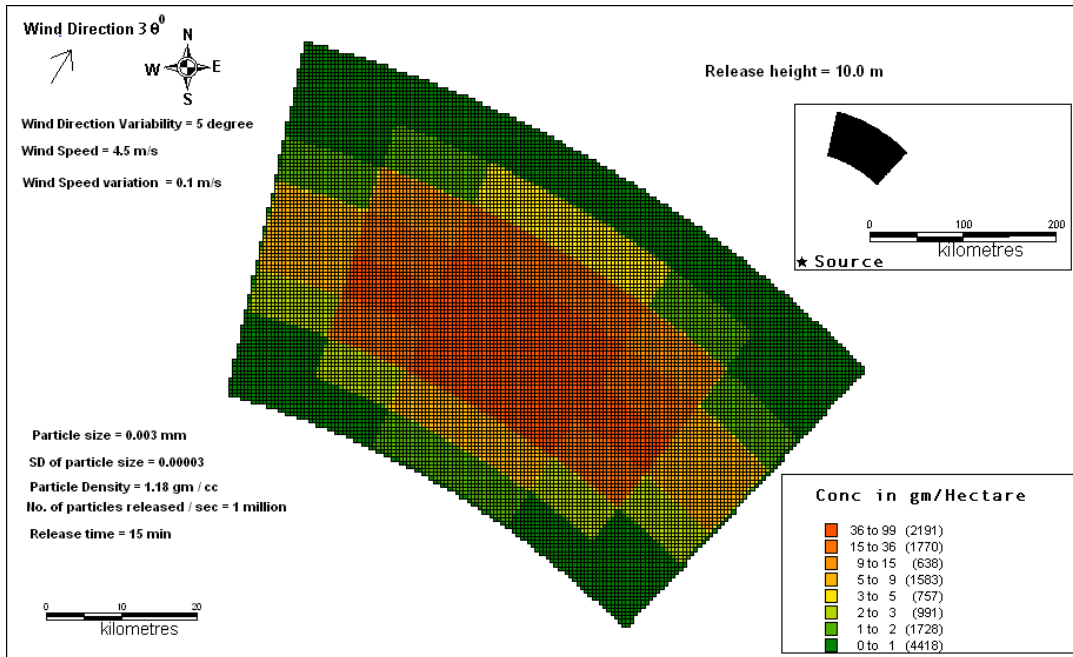 Wind Direction 3 θ⁰
N
W E
S
Wind Direction Variability = 5 degree
Wind Speed = 4.5 m/s
Wind Speed variation = 0.1 m/s
Release height = 10.0 m
0 100 200
kilometres
★ Source
Particle size = 0.003 mm
SD of particle size = 0.00003
Particle Density = 1.18 gm / cc
No. of particles released / sec = 1 million
Release time = 15 min
0 10 20
kilometres
Conc in gm/Hectare
36 to 99 (2191)
15 to 36 (1770)
9 to 15 (638)
5 to 9 (1583)
3 to 5 (757)
2 to 3 (991)
1 to 2 (1728)
0 to 1 (4418)